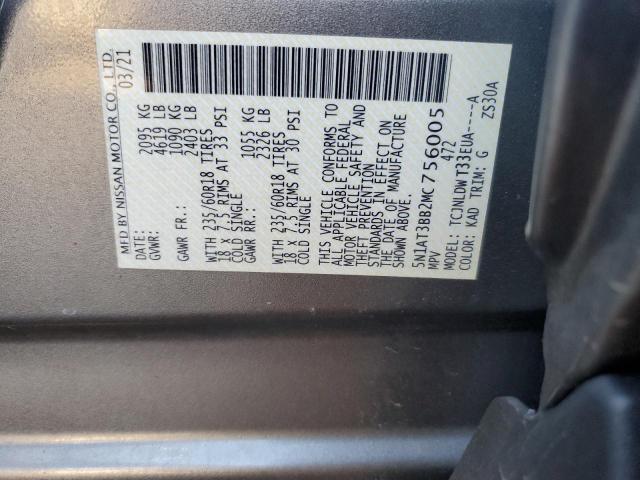 MFD BY NISSAN MOTOR CO., LTD.
DATE: 03/21
GVWR: 2095 KG
4619 LB
GAWR FR.: 1090 KG
2403 LB
WITH 235/60R18 TIRES
18 X 7.5 RIMS AT 33 PSI
COLD SINGLE
GAWR RR.: 1055 KG
2326 LB
WITH 235/60R18 TIRES
18 X 7.5 RIMS AT 30 PSI
COLD SINGLE
THIS VEHICLE CONFORMS TO
ALL APPLICABLE FEDERAL
MOTOR VEHICLE SAFETY AND
THEFT PREVENTION
STANDARDS IN EFFECT ON
THE DATE OF MANUFACTURE
SHOWN ABOVE.
5N1AT3BB2MC756005
MPV 472
TYPE: TCJNLDWT33EUA----A
COLOR: KAD TRIM: G ZS30A